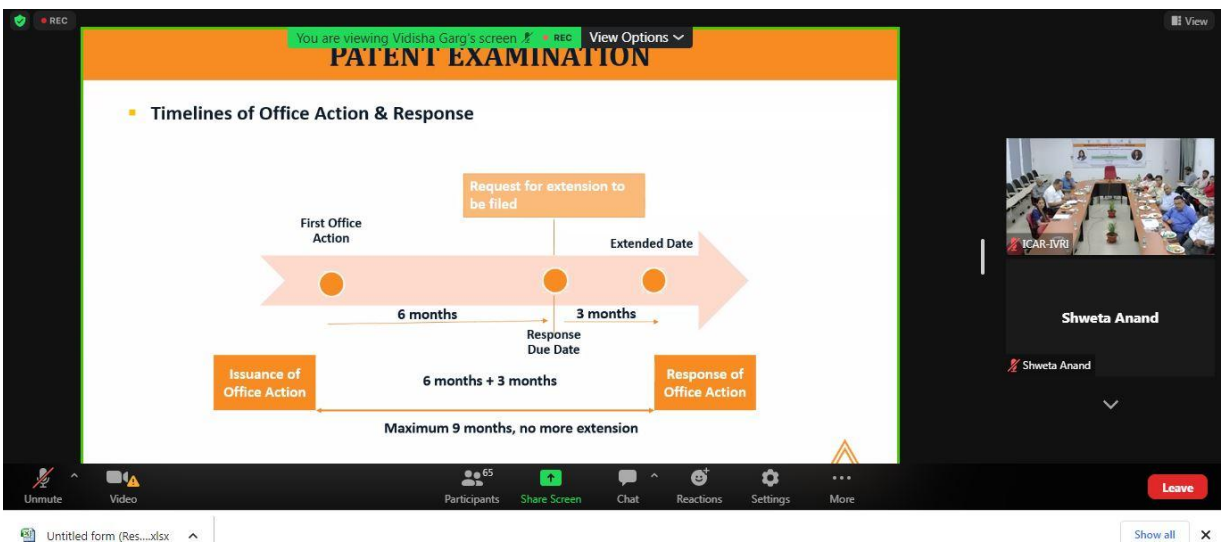 REC
View
You are viewing Vidisha Garg's screen REC View Options
PATENT EXAMINATION
Timelines of Office Action & Response
Request for extension to
be filed
First Office
Action
Extended Date
6 months
3 months
Response
Due Date
Issuance of
Office Action
6 months + 3 months
Response of
Office Action
Maximum 9 months, no more extension
ICAR-IVRI
Shweta Anand
Shweta Anand
Unmute
Video
65
Participants
Share Screen
Chat
Reactions
Settings
More
Leave
Untitled form (Res....xlsx
Show all